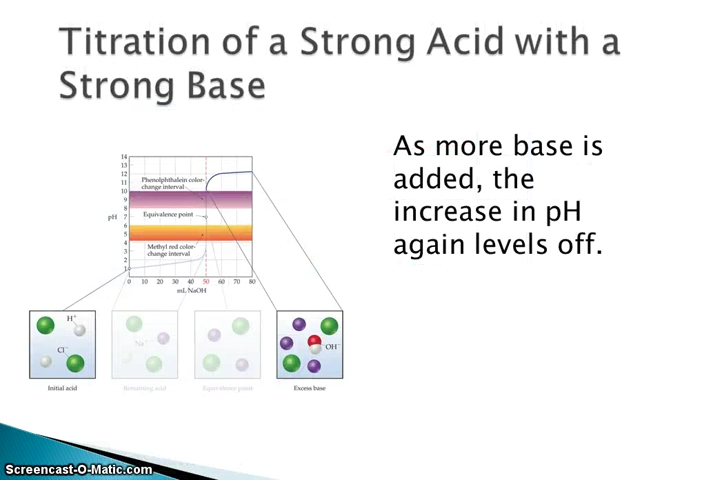 Titration of a Strong Acid with a
Strong Base
As more base is
added, the
increase in pH
again levels off.
14
13
12
11
10
9
8
7
6
5
4
3
2
1
pH
Phenolphthalein color-
change interval
Equivalence point
Methyl red color-
change interval
0 10 20 30 40 50 60 70 80
mL NaOH
H+
Cl−
Na+
OH−
Initial acid
Remaining acid
Equivalence point
Excess base
Screencast-O-Matic.com